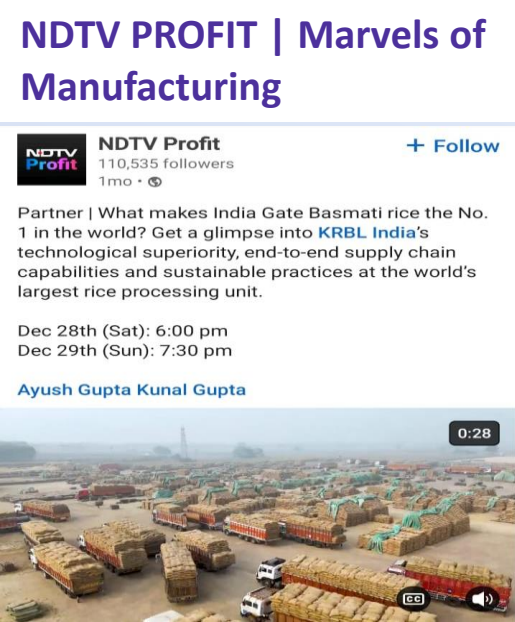 NDTV PROFIT | Marvels of
Manufacturing
NDTV
Profit
NDTV Profit
110,535 followers
1mo •
+ Follow
Partner | What makes India Gate Basmati rice the No.
1 in the world? Get a glimpse into KRBL India's
technological superiority, end-to-end supply chain
capabilities and sustainable practices at the world's
largest rice processing unit.
Dec 28th (Sat): 6:00 pm
Dec 29th (Sun): 7:30 pm
Ayush Gupta Kunal Gupta
0:28
CC